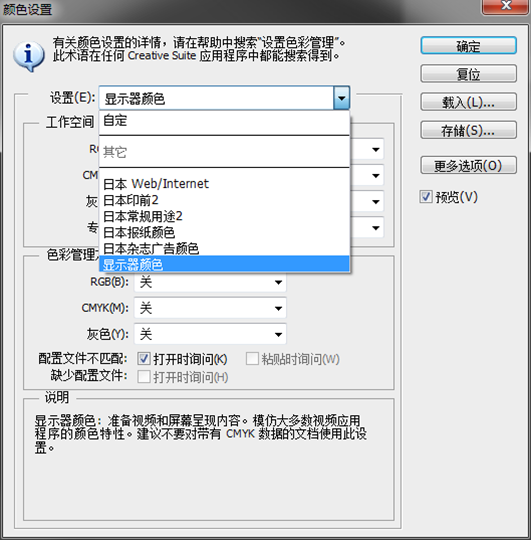 颜色设置
有关颜色设置的详情，请在帮助中搜索“设置色彩管理”。
此术语在任何 Creative Suite 应用程序中都能搜索得到。
确定
复位
载入(L)...
存储(S)...
更多选项(O)
预览(V)
设置(E): 显示器颜色
自定
其它
日本 Web/Internet
日本印前2
日本常规用途2
日本报纸颜色
日本杂志广告颜色
显示器颜色
工作空间
灰
专
色彩管理
RGB(B): 关
CMYK(M): 关
灰色(Y): 关
配置文件不匹配: 打开时询问(K) 粘贴时询问(W)
缺少配置文件: 打开时询问(H)
说明
显示器颜色：准备视频和屏幕呈现内容。模仿大多数视频应用
程序的颜色特性。建议不要对带有 CMYK 数据的文档使用此设
置。